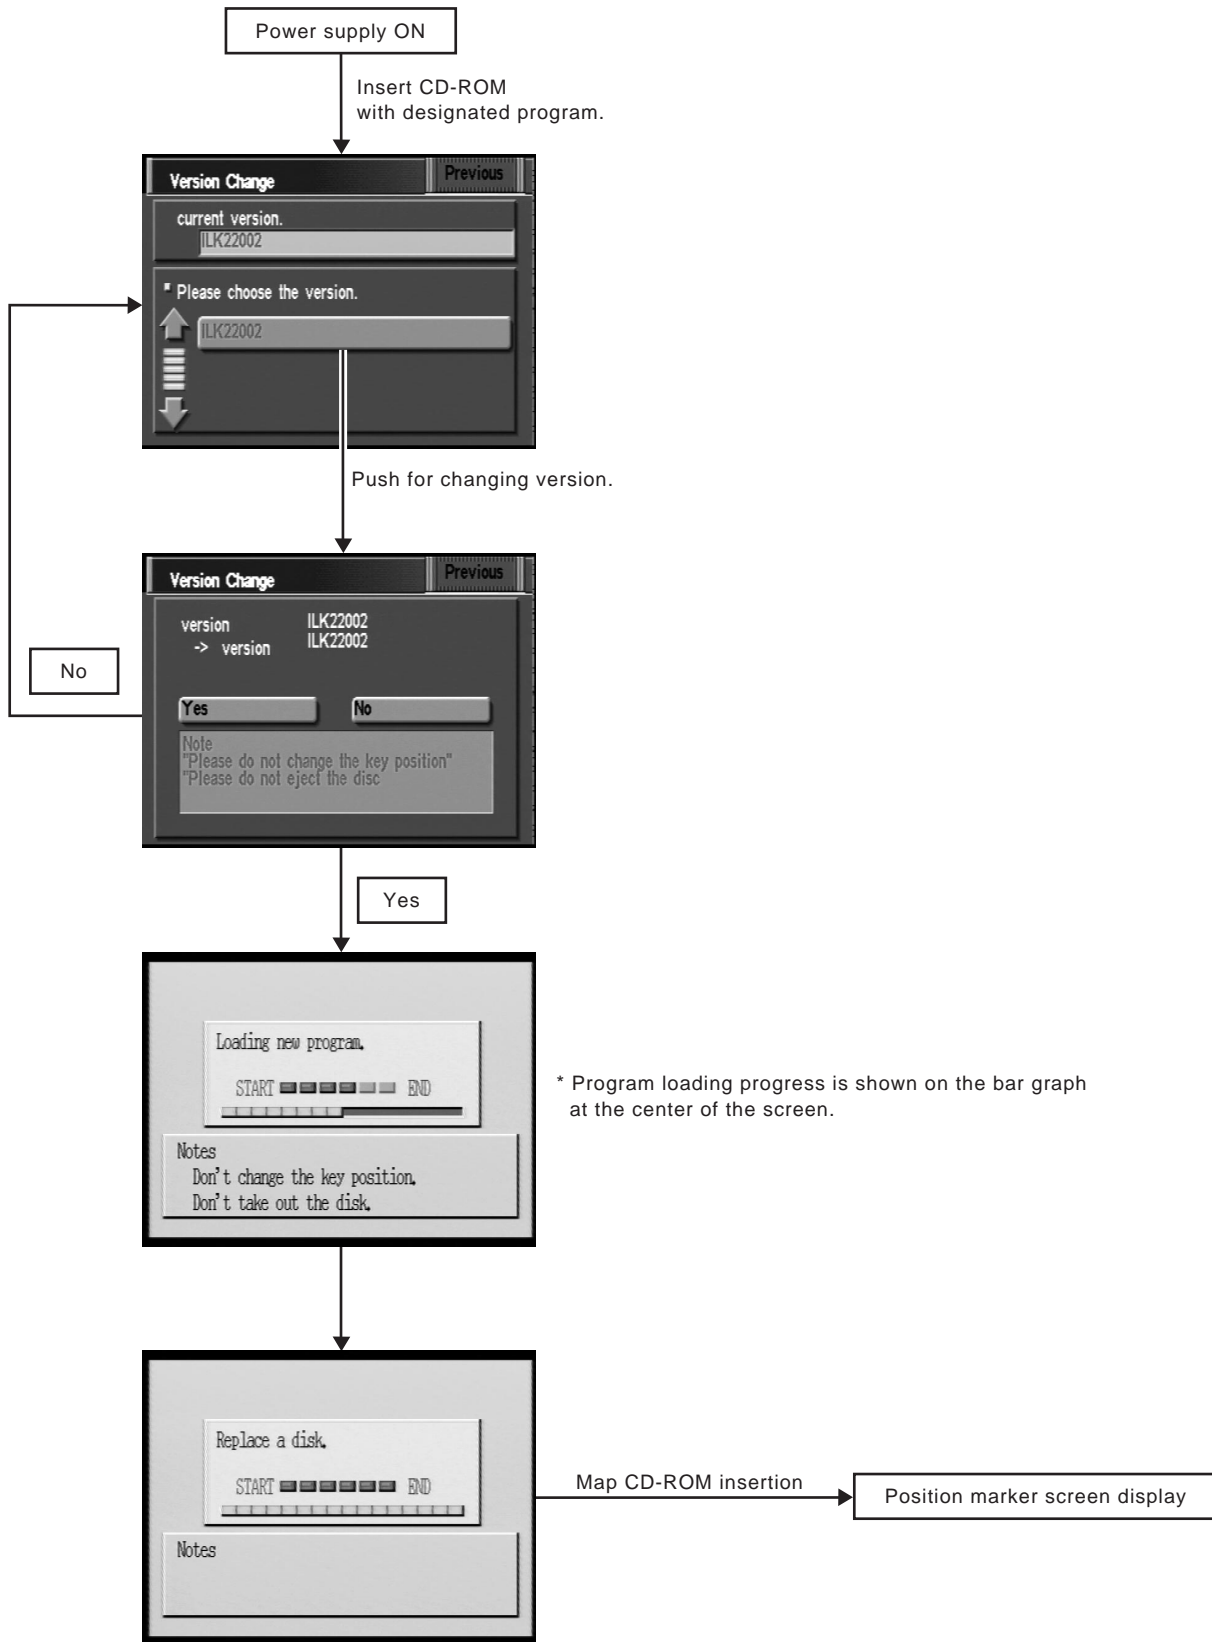 Power supply ON
Insert CD-ROM
with designated program.
Version Change
Previous
current version.
ILK22002
Please choose the version.
ILK22002
Push for changing version.
Version Change
Previous
version ILK22002
-> version ILK22002
No
Yes No
Note
"Please do not change the key position"
"Please do not eject the disc
Yes
Loading new program.
START END
* Program loading progress is shown on the bar graph
at the center of the screen.
Notes
Don't change the key position.
Don't take out the disk.
Replace a disk.
START END
Map CD-ROM insertion
Position marker screen display
Notes